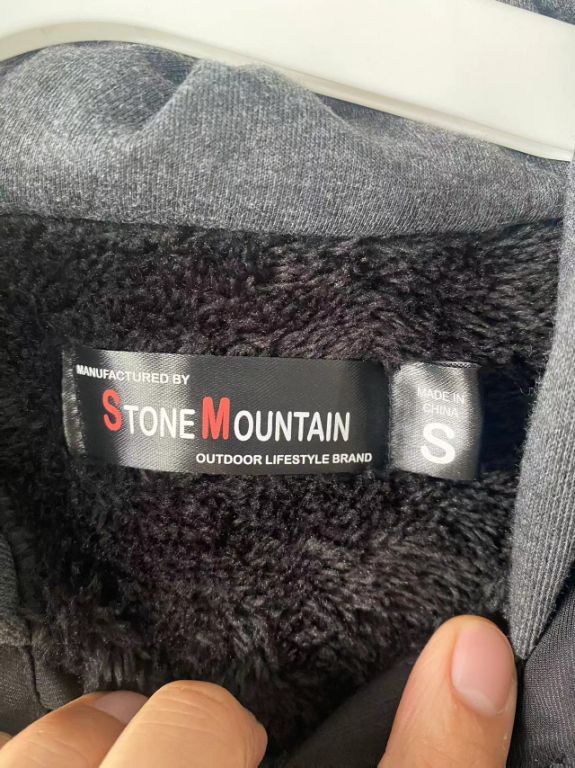 MANUFACTURED BY
STONE MOUNTAIN
OUTDOOR LIFESTYLE BRAND
MADE IN
CHINA
S